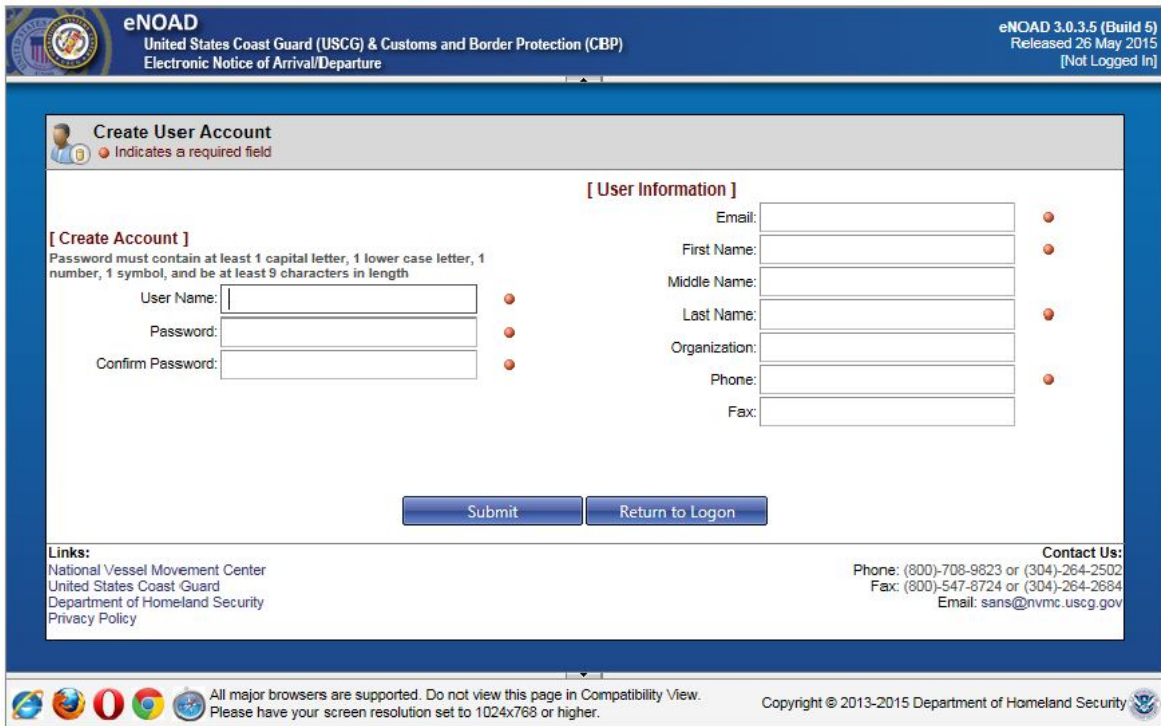 eNOAD
United States Coast Guard (USCG) & Customs and Border Protection (CBP)
Electronic Notice of Arrival/Departure
eNOAD 3.0.3.5 (Build 5)
Released 26 May 2015
[Not Logged In]
Create User Account
Indicates a required field
[ Create Account ]
Password must contain at least 1 capital letter, 1 lower case letter, 1
number, 1 symbol, and be at least 9 characters in length
User Name:
Password:
Confirm Password:
[ User Information ]
Email:
First Name:
Middle Name:
Last Name:
Organization:
Phone:
Fax:
Submit
Return to Logon
Links:
National Vessel Movement Center
United States Coast Guard
Department of Homeland Security
Privacy Policy
Contact Us:
Phone: (800)-708-9823 or (304)-264-2502
Fax: (800)-547-8724 or (304)-264-2684
Email: sans@nvmc.uscg.gov
All major browsers are supported. Do not view this page in Compatibility View.
Please have your screen resolution set to 1024x768 or higher.
Copyright © 2013-2015 Department of Homeland Security